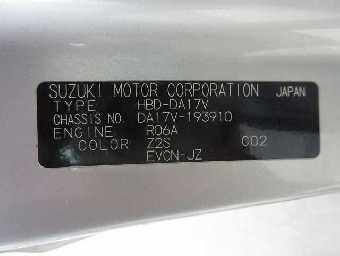 SUZUKI MOTOR CORPORATION JAPAN
TYPE HBD-DA17V
CHASSIS NO. DA17V-193910
ENGINE R06A
COLOR Z2S C02
EVCN-JZ